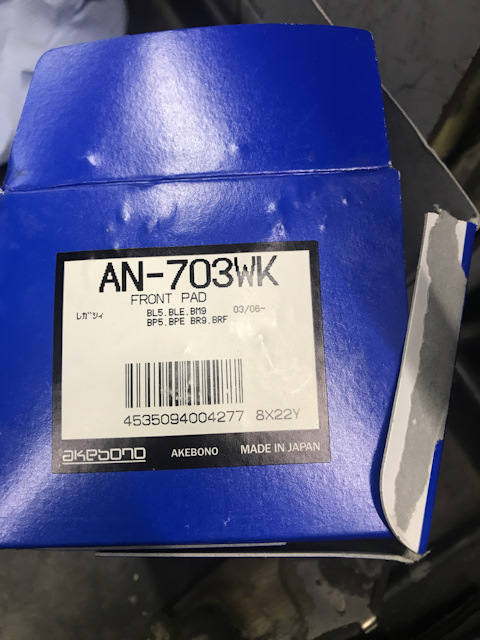 AN-703WK
FRONT PAD
ﾚｶﾞｼｨ BL5.BLE.BM9 03/06-
BP5.BPE BR9.BRF
4535094004277 8X22Y
akebono AKEBONO MADE IN JAPAN